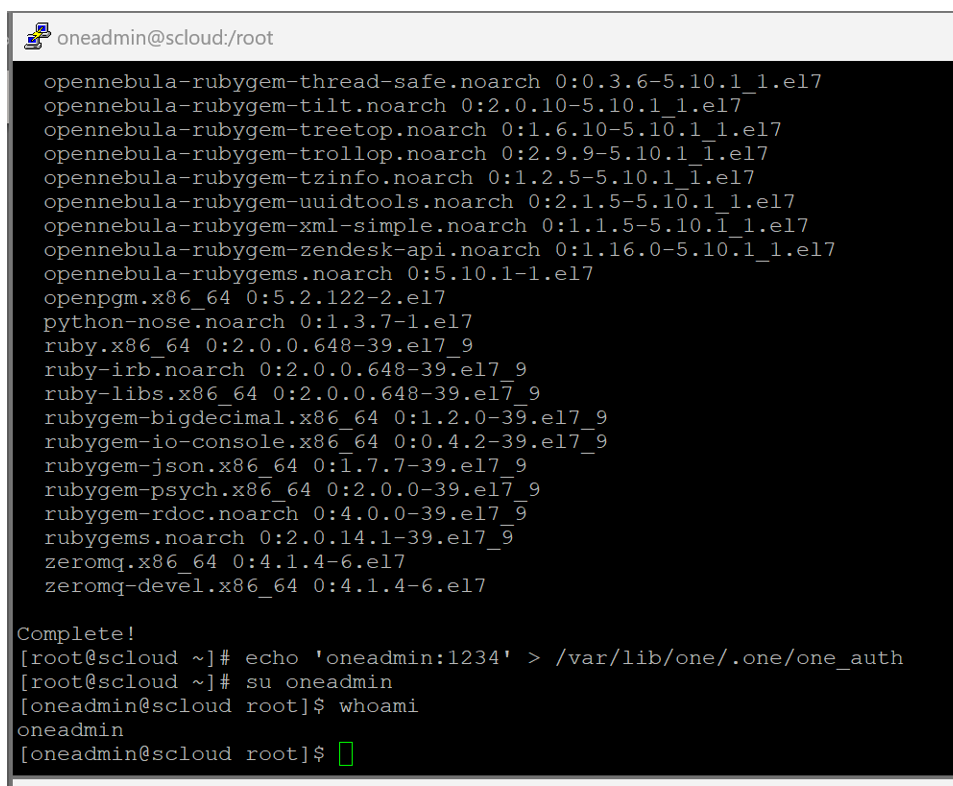 oneadmin@scloud:/root
opennebula-rubygem-thread-safe.noarch 0:0.3.6-5.10.1_1.el7
opennebula-rubygem-tilt.noarch 0:2.0.10-5.10.1_1.el7
opennebula-rubygem-treetop.noarch 0:1.6.10-5.10.1_1.el7
opennebula-rubygem-trollop.noarch 0:2.9.9-5.10.1_1.el7
opennebula-rubygem-tzinfo.noarch 0:1.2.5-5.10.1_1.el7
opennebula-rubygem-uuidtools.noarch 0:2.1.5-5.10.1_1.el7
opennebula-rubygem-xml-simple.noarch 0:1.1.5-5.10.1_1.el7
opennebula-rubygem-zendesk-api.noarch 0:1.16.0-5.10.1_1.el7
opennebula-rubygems.noarch 0:5.10.1-1.el7
openpgm.x86_64 0:5.2.122-2.el7
python-nose.noarch 0:1.3.7-1.el7
ruby.x86_64 0:2.0.0.648-39.el7_9
ruby-irb.noarch 0:2.0.0.648-39.el7_9
ruby-libs.x86_64 0:2.0.0.648-39.el7_9
rubygem-bigdecimal.x86_64 0:1.2.0-39.el7_9
rubygem-io-console.x86_64 0:0.4.2-39.el7_9
rubygem-json.x86_64 0:1.7.7-39.el7_9
rubygem-psych.x86_64 0:2.0.0-39.el7_9
rubygem-rdoc.noarch 0:4.0.0-39.el7_9
rubygems.noarch 0:2.0.14.1-39.el7_9
zeromq.x86_64 0:4.1.4-6.el7
zeromq-devel.x86_64 0:4.1.4-6.el7
Complete!
[root@scloud ~]# echo 'oneadmin:1234' > /var/lib/one/.one/one_auth
[root@scloud ~]# su oneadmin
[oneadmin@scloud root]$ whoami
oneadmin
[oneadmin@scloud root]$